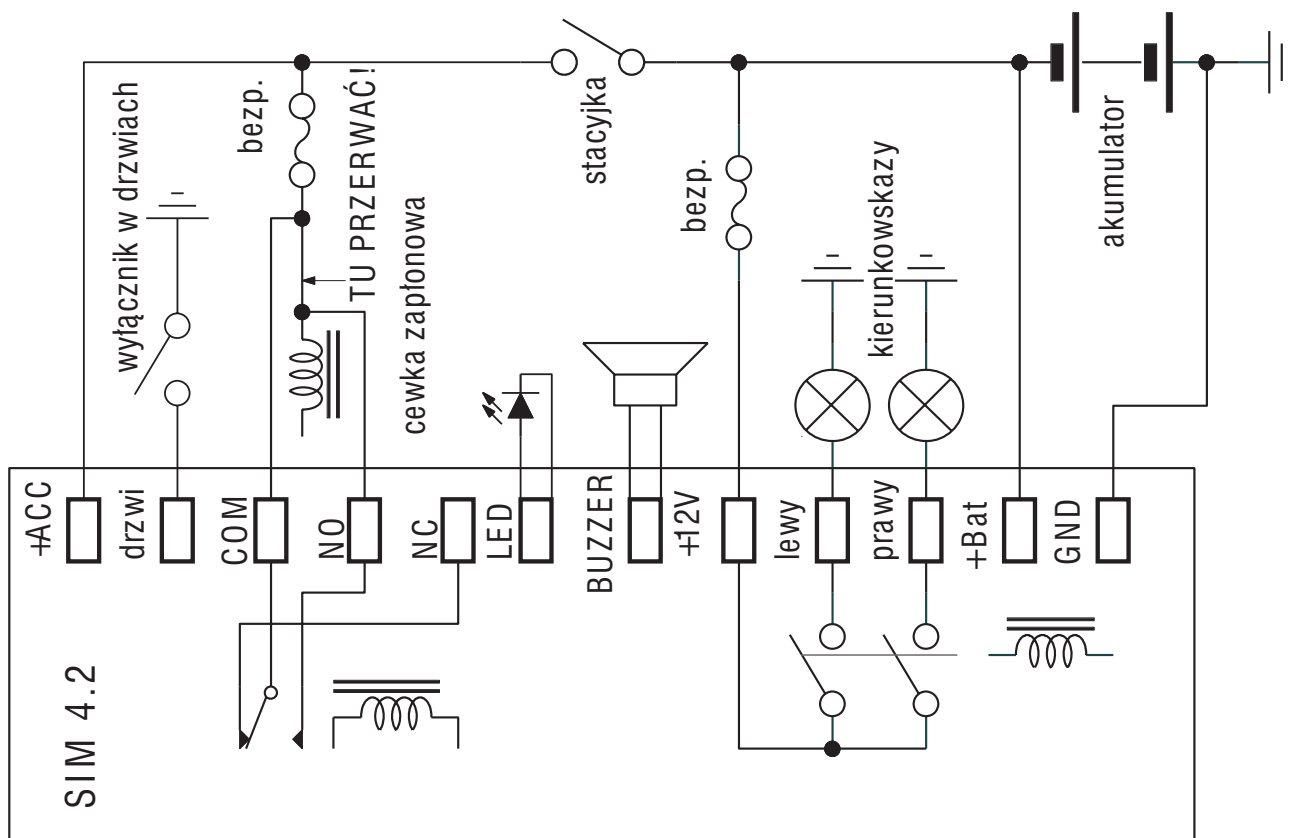 SIM 4.2
+ACC
drzwi
COM
NO
NC
LED
BUZZER
+12V
lewy
prawy
+Bat
GND
wyłącznik w drzwiach
bezp.
TU PRZERWAĆ!
cewka zapłonowa
stacyjka
bezp.
kierunkowskazy
akumulator